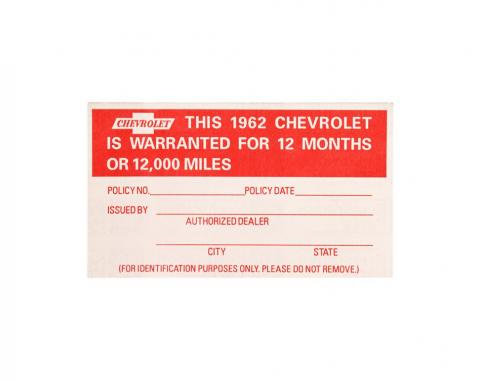 CHEVROLET THIS 1962 CHEVROLET
IS WARRANTED FOR 12 MONTHS
OR 12,000 MILES
POLICY NO. POLICY DATE
ISSUED BY
AUTHORIZED DEALER
CITY STATE
(FOR IDENTIFICATION PURPOSES ONLY. PLEASE DO NOT REMOVE.)